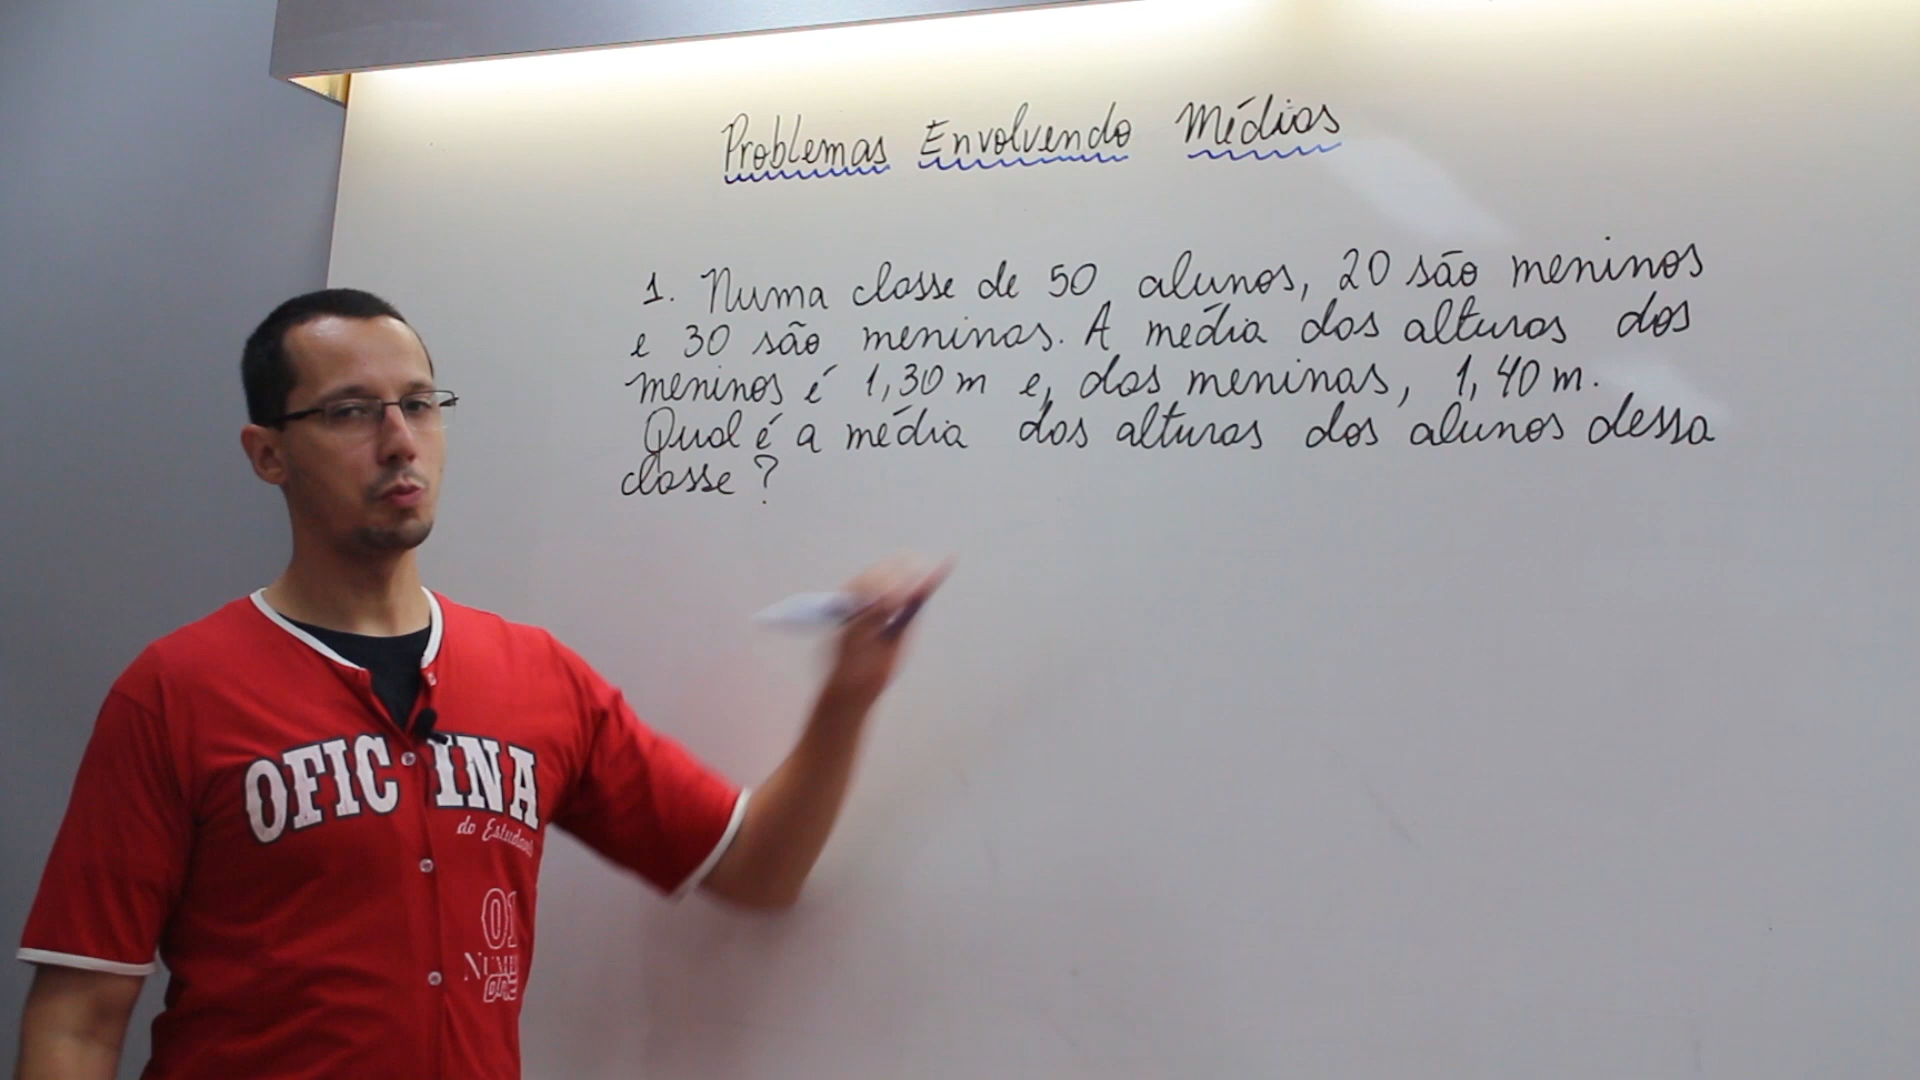 Problemas Envolvendo Médias
1. Numa classe de 50 alunos, 20 são meninos
e 30 são meninas. A média das alturas dos
meninos é 1,30 m e, das meninas, 1,40 m.
Qual é a média das alturas dos alunos dessa
classe?
OFICINA
do Estudante
01